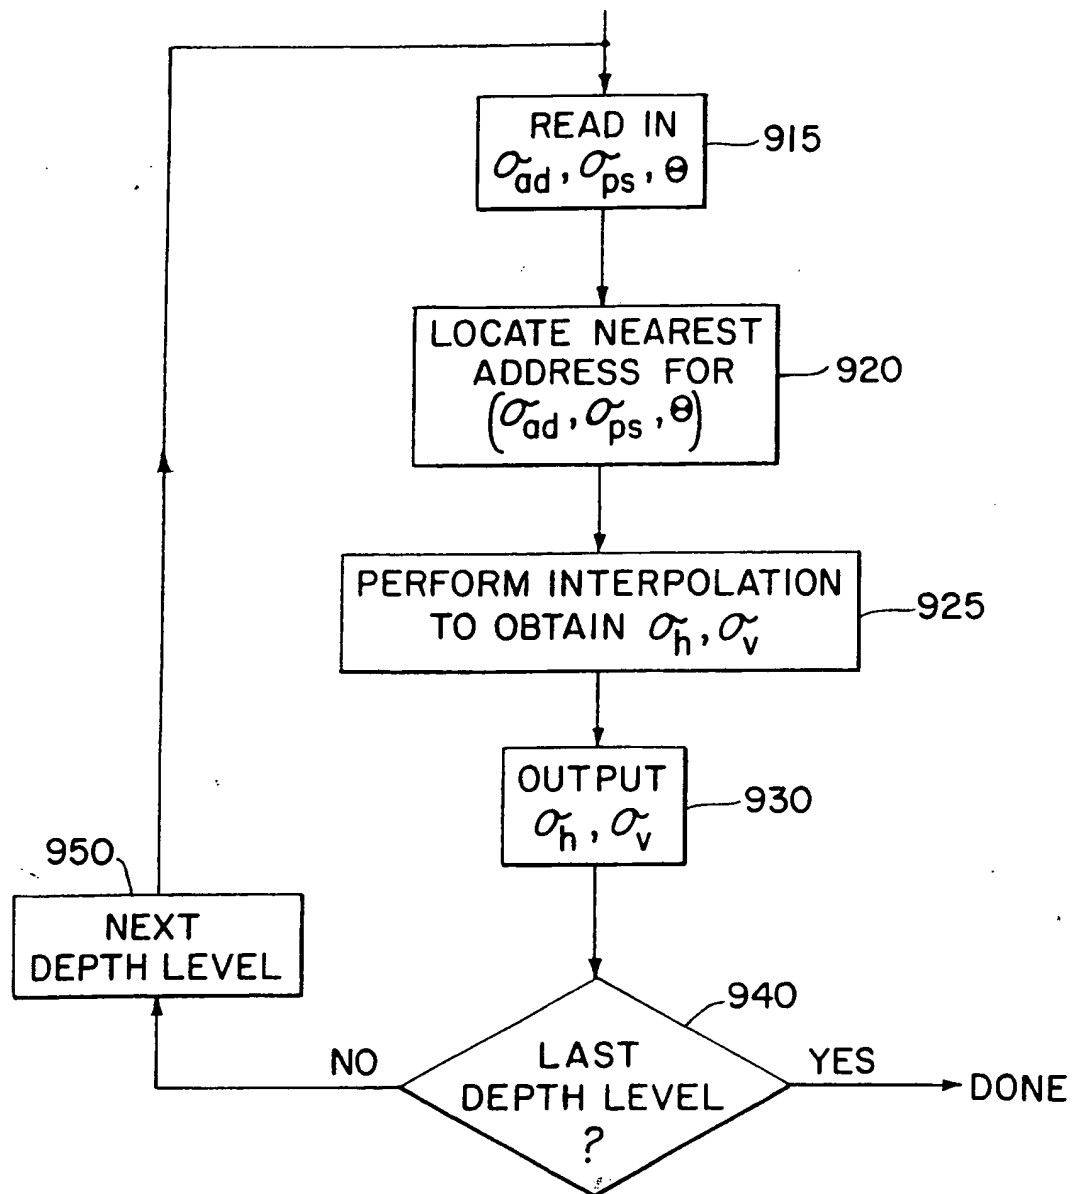 READ IN
σad, σps, Θ
915
LOCATE NEAREST
ADDRESS FOR
(σad, σps, Θ)
920
PERFORM INTERPOLATION
TO OBTAIN σh, σv
925
OUTPUT
σh, σv
930
950
NEXT
DEPTH LEVEL
940
LAST
DEPTH LEVEL
?
NO
YES
DONE